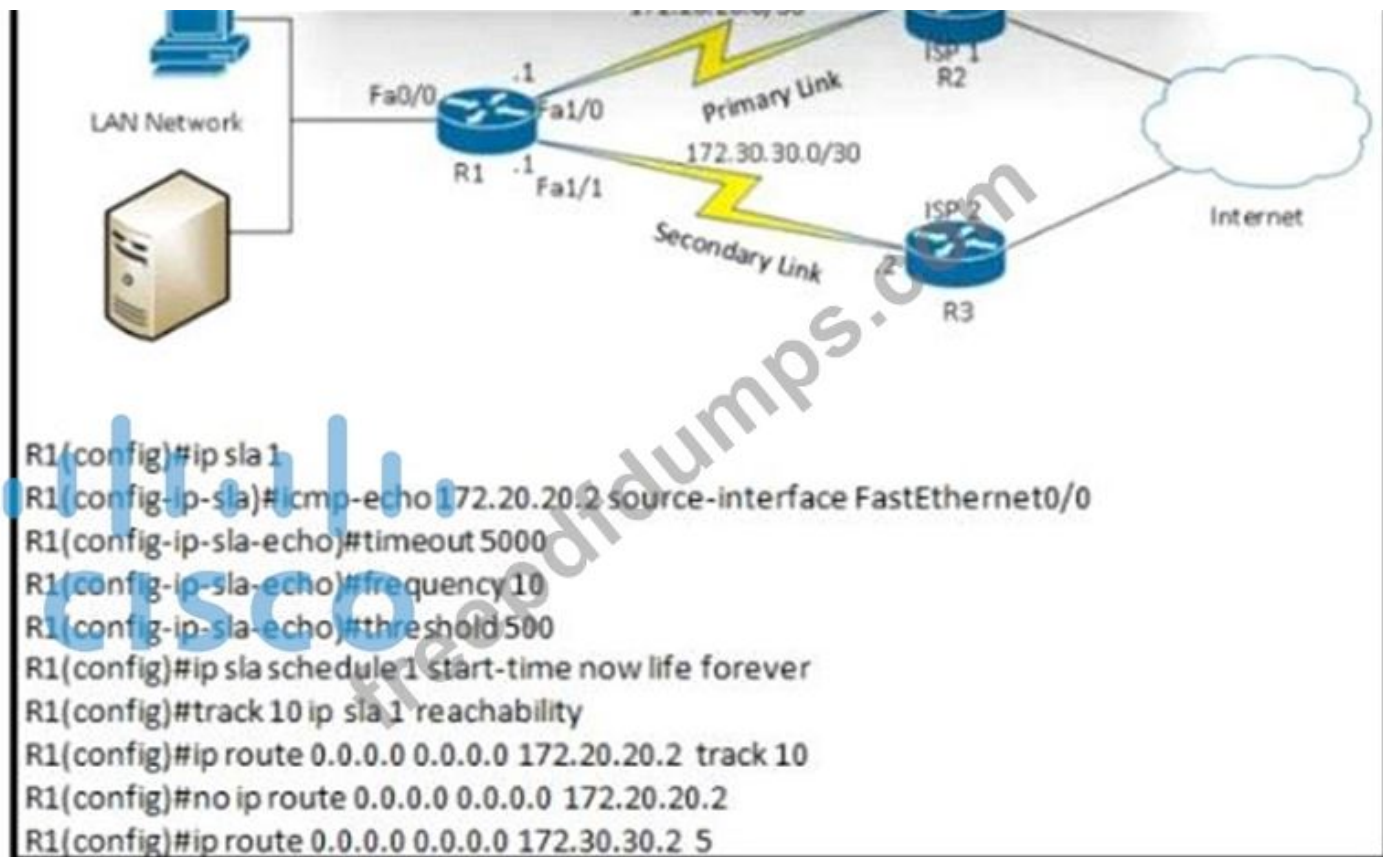 ISP 1
R2
.1
Fa0/0
Fa1/0
Primary Link
LAN Network
172.30.30.0/30
R1
.1
Fa1/1
ISP 2
Internet
Secondary Link
.2
R3
freepdfdumps.com
R1(config)#ip sla 1
R1(config-ip-sla)#icmp-echo 172.20.20.2 source-interface FastEthernet0/0
R1(config-ip-sla-echo)#timeout 5000
R1(config-ip-sla-echo)#frequency 10
R1(config-ip-sla-echo)#threshold 500
CISCO
R1(config)#ip sla schedule 1 start-time now life forever
R1(config)#track 10 ip sla 1 reachability
R1(config)#ip route 0.0.0.0 0.0.0.0 172.20.20.2 track 10
R1(config)#no ip route 0.0.0.0 0.0.0.0 172.20.20.2
R1(config)#ip route 0.0.0.0 0.0.0.0 172.30.30.2 5